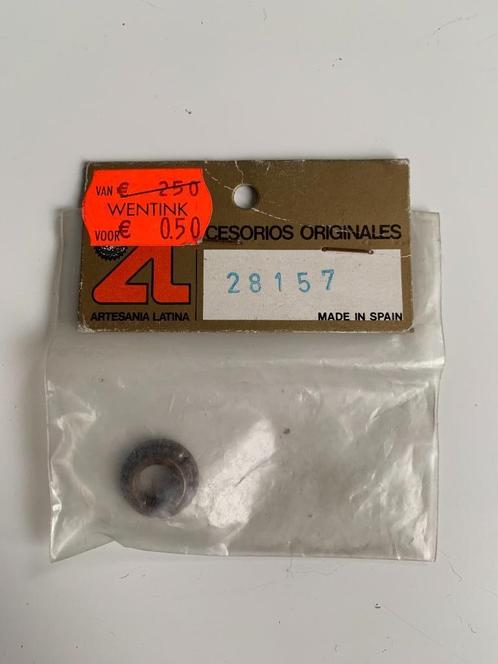 VAN € 250
WENTINK
VOOR € 0.50
CESORIOS ORIGINALES
28157
ARTESANIA LATINA
MADE IN SPAIN